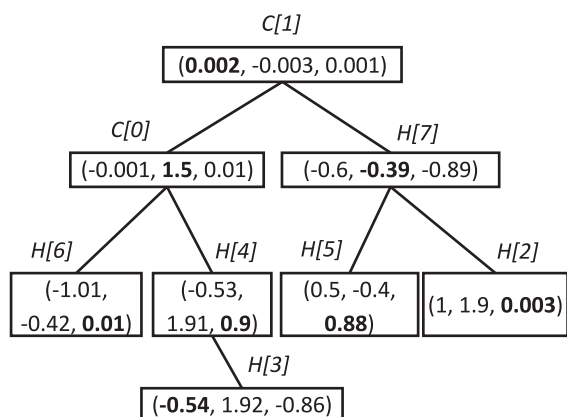 C[1]
(0.002, -0.003, 0.001)
C[0]
H[7]
(-0.001, 1.5, 0.01)
(-0.6, -0.39, -0.89)
H[6]
H[4]
H[5]
H[2]
(-1.01,
-0.42, 0.01)
(-0.53,
1.91, 0.9)
(0.5, -0.4,
0.88)
(1, 1.9, 0.003)
H[3]
(-0.54, 1.92, -0.86)